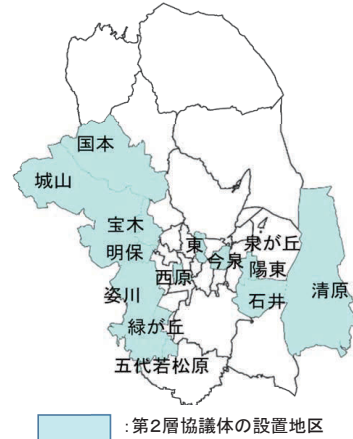 国本
城山
宝木
明保
東
今泉
泉が丘
陽東
西原
姿川
石井
清原
緑が丘
五代若松原
：第2層協議体の設置地区